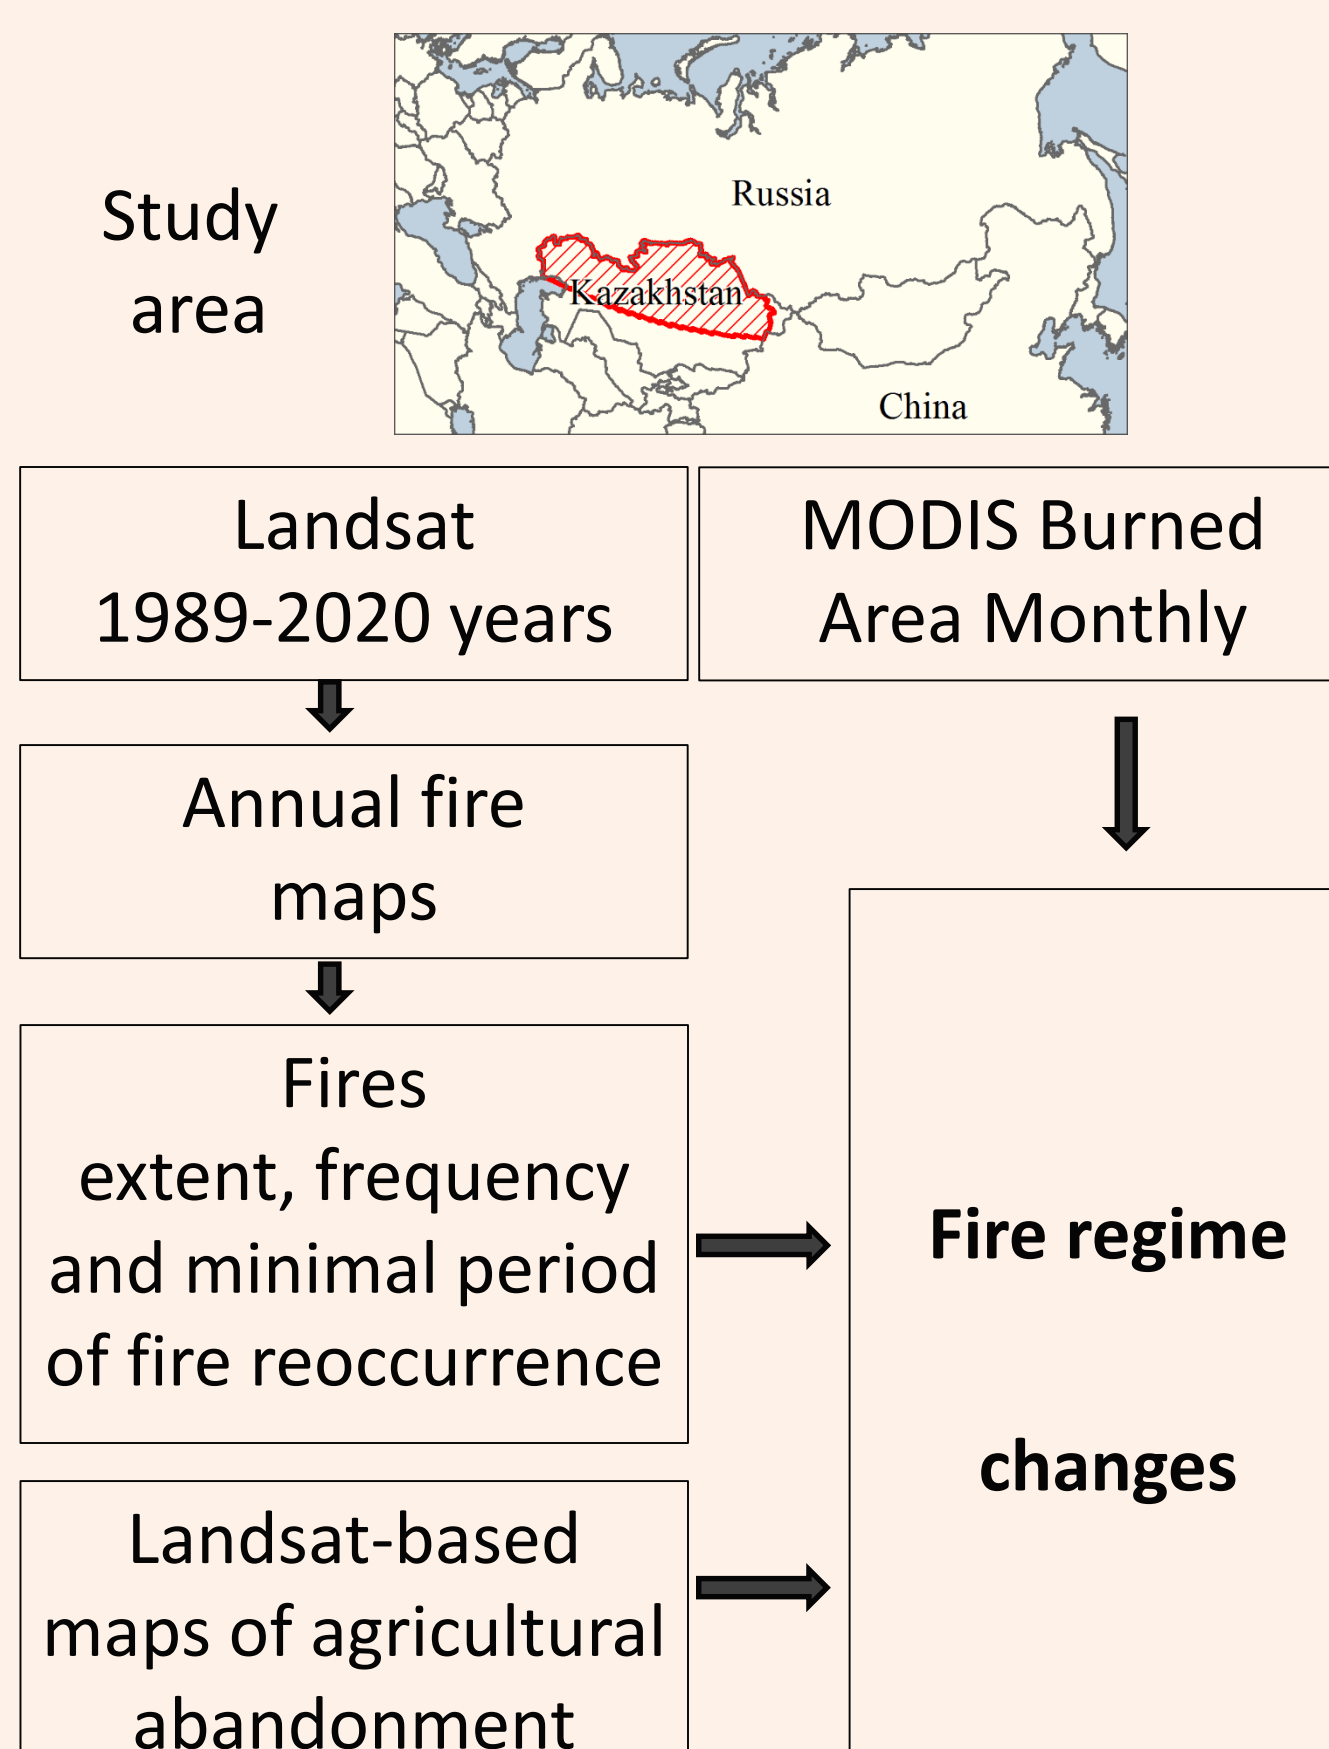 Study
area
Russia
Kazakhstan
China
Landsat
1989-2020 years
MODIS Burned
Area Monthly
Annual fire
maps
Fires
extent, frequency
and minimal period
of fire reoccurrence
Fire regime
changes
Landsat-based
maps of agricultural
abandonment